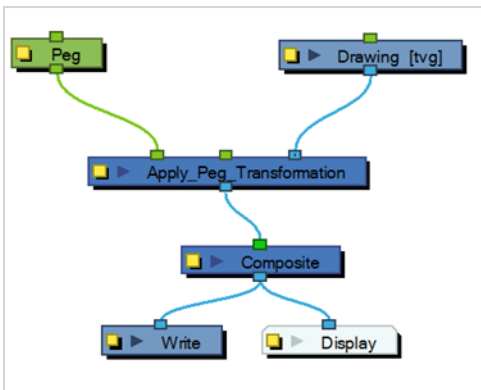 Peg
Drawing [tvg]
Apply_Peg_Transformation
Composite
Write
Display